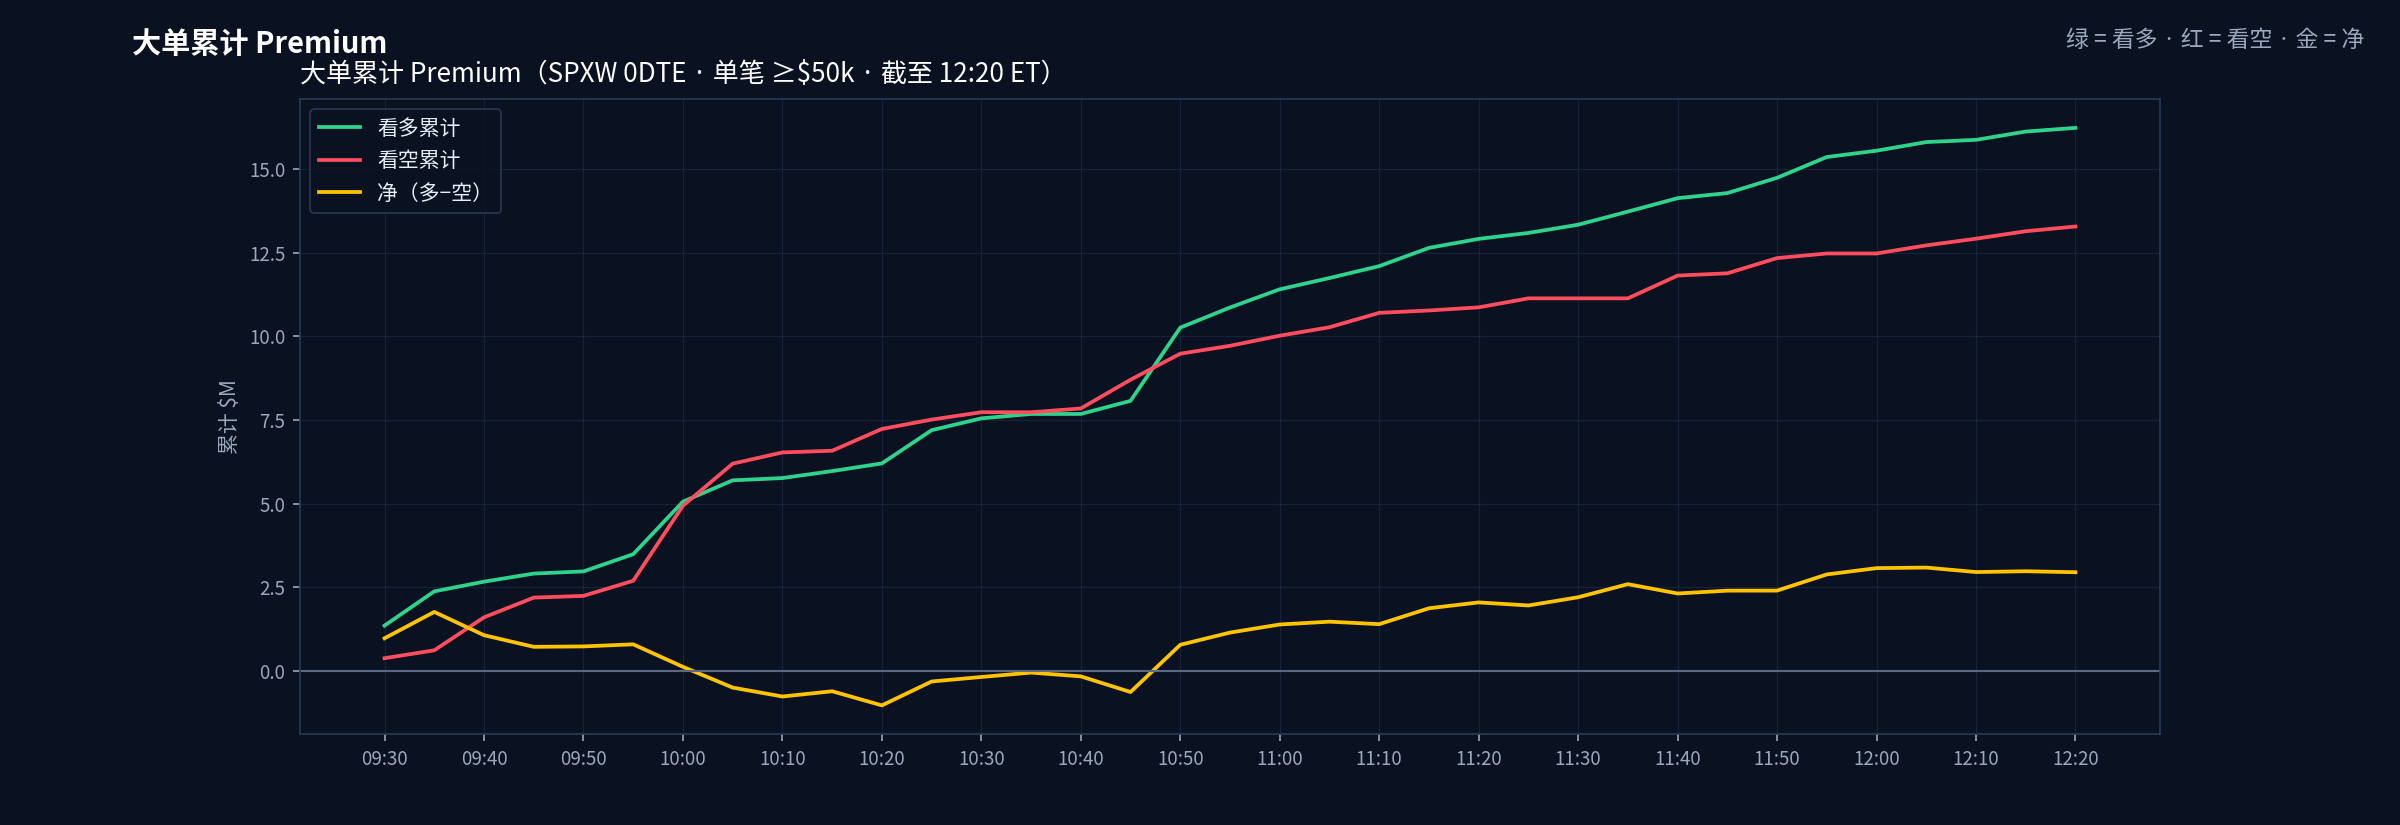 大单累计 Premium
绿 = 看多 · 红 = 看空 · 金 = 净
大单累计 Premium（SPXW 0DTE · 单笔 ≥$50k · 截至 12:20 ET）
看多累计
看空累计
净（多−空）
累计 $M
15.0
12.5
10.0
7.5
5.0
2.5
0.0
09:30 09:40 09:50 10:00 10:10 10:20 10:30 10:40 10:50 11:00 11:10 11:20 11:30 11:40 11:50 12:00 12:10 12:20